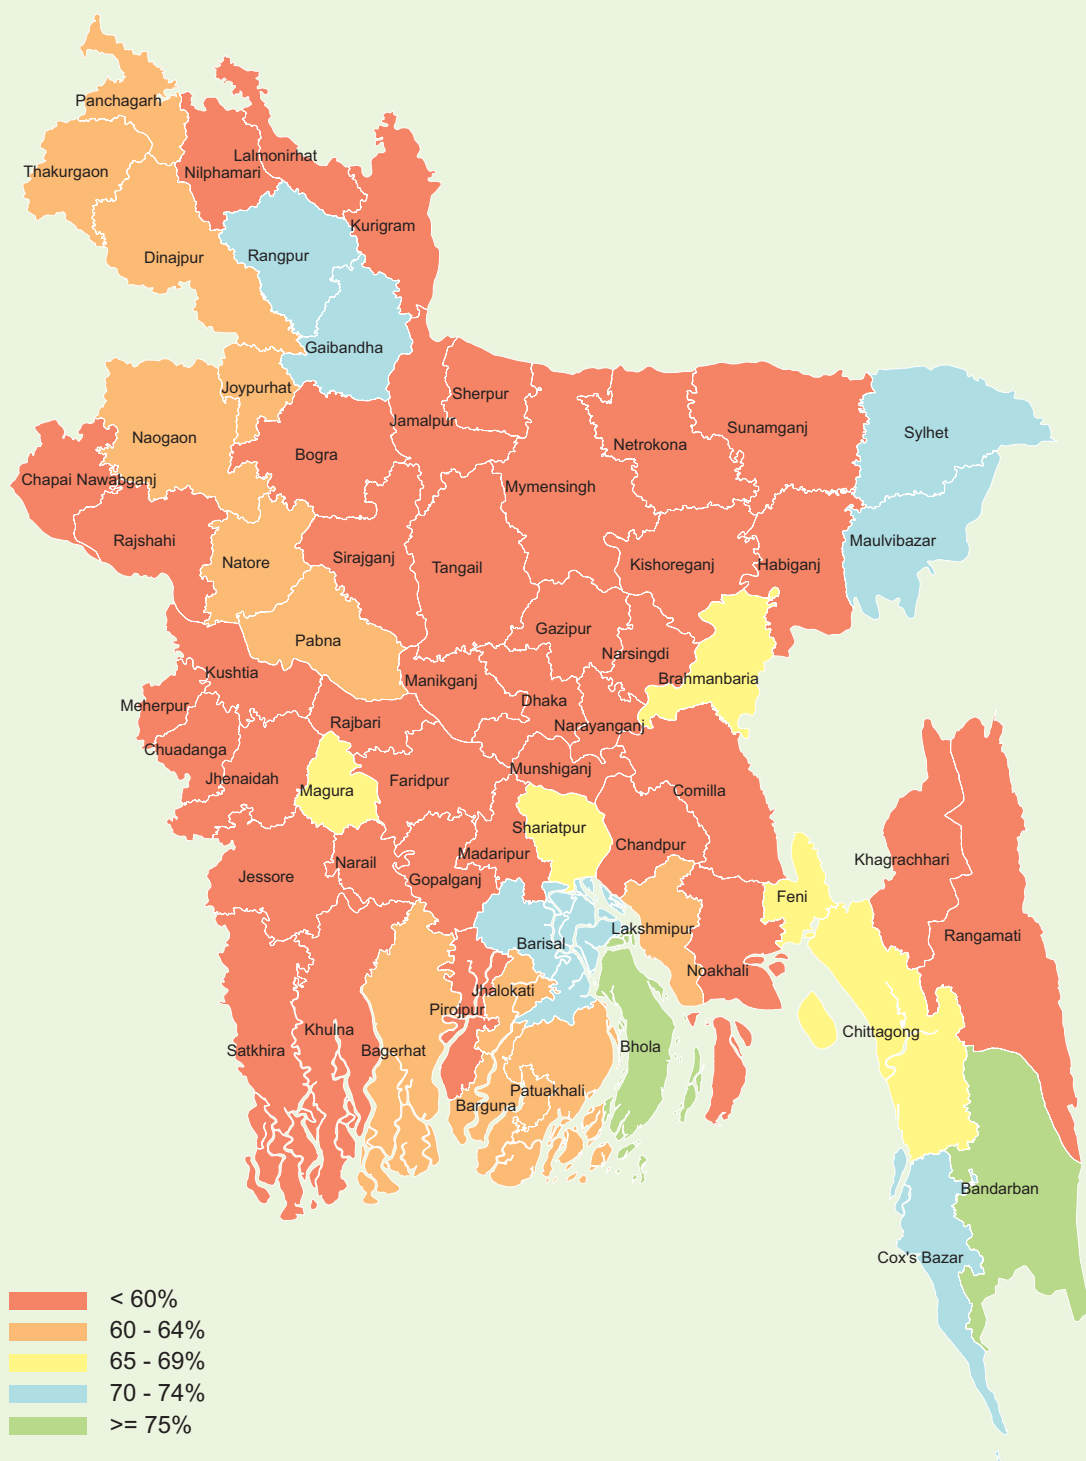 Panchagarh
Thakurgaon
Lalmonirhat
Nilphamari
Kurigram
Dinajpur
Rangpur
Gaibandha
Joypurhat
Sherpur
Jamalpur
Naogaon
Bogra
Netrokona
Sunamganj
Sylhet
Chapai Nawabganj
Mymensingh
Rajshahi
Maulvibazar
Natore
Sirajganj
Tangail
Kishoreganj
Habiganj
Pabna
Gazipur
Narsingdi
Kushtia
Manikganj
Brahmanbaria
Meherpur
Dhaka
Rajbari
Narayanganj
Chuadanga
Jhenaidah
Magura
Faridpur
Munshiganj
Comilla
Shariatpur
Chandpur
Madaripur
Narail
Jessore
Gopalganj
Khagrachhari
Feni
Lakshmipur
Rangamati
Barisal
Noakhali
Jhalokati
Pirojpur
Khulna
Chittagong
Satkhira
Bagerhat
Bhola
Patuakhali
Barguna
Bandarban
Cox's Bazar
< 60%
60 - 64%
65 - 69%
70 - 74%
>= 75%